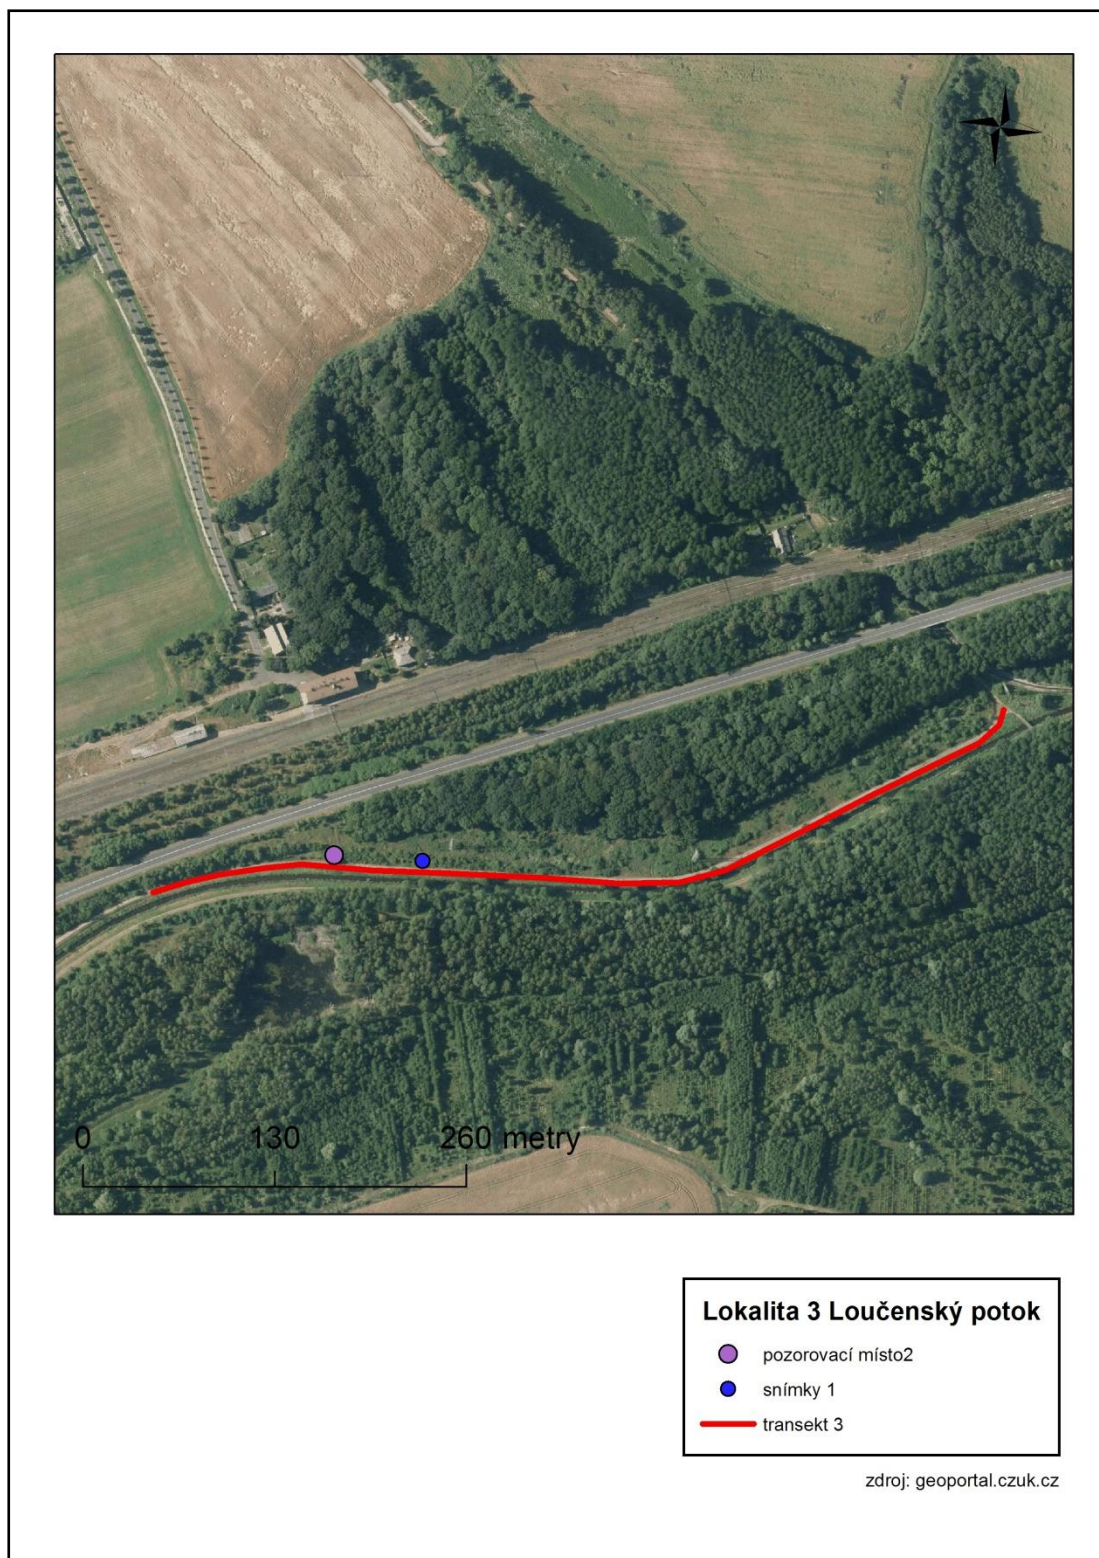 0 130 260 metry
Lokalita 3 Loučenský potok
pozorovací místo2
snímky 1
transekt 3
zdroj: geoportal.czuk.cz